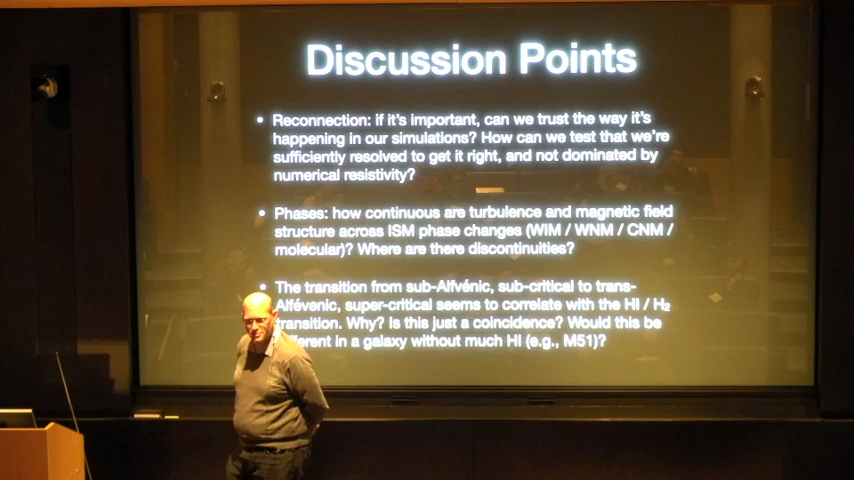 Discussion Points
• Reconnection: if it's important, can we trust the way it's
happening in our simulations? How can we test that we're
sufficiently resolved to get it right, and not dominated by
numerical resistivity?
• Phases: how continuous are turbulence and magnetic field
structure across ISM phase changes (WIM / WNM / CNM /
molecular)? Where are there discontinuities?
• The transition from sub-Alfvénic, sub-critical to trans-
Alfévenic, super-critical seems to correlate with the HI / H₂
transition. Why? Is this just a coincidence? Would this be
in a galaxy without much HI (e.g., M51)?